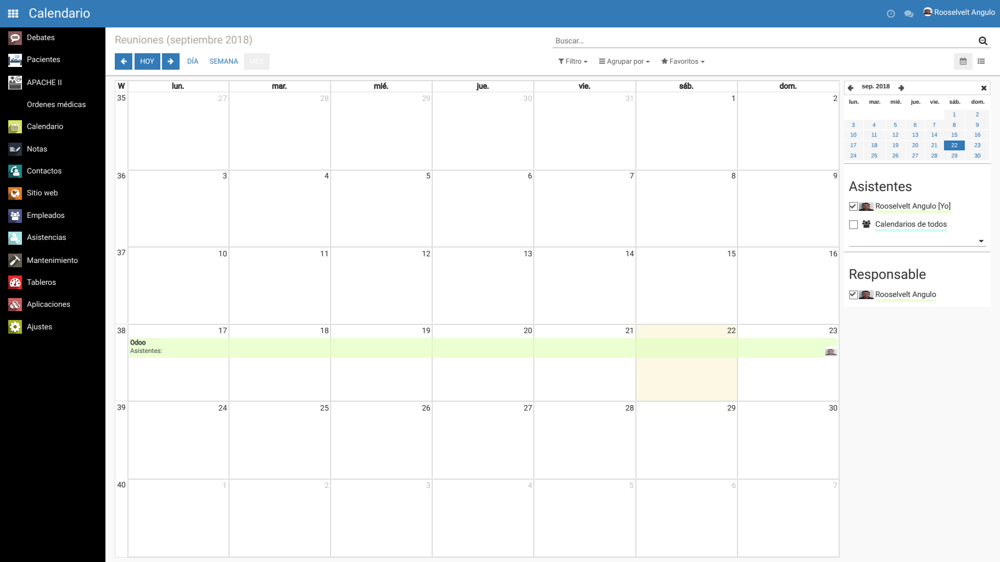 Calendario
Rooselvelt Angulo
Debates
Pacientes
APACHE II
Ordenes médicas
Calendario
Notas
Contactos
Sitio web
Empleados
Asistencias
Mantenimiento
Tableros
Aplicaciones
Ajustes
Reuniones (septiembre 2018)
Buscar...
HOY DÍA SEMANA MES
Filtro Agrupar por Favoritos
W lun. mar. mié. jue. vie. sáb. dom.
35 27 28 29 30 31 1 2
36 3 4 5 6 7 8 9
37 10 11 12 13 14 15 16
38 17 18 19 20 21 22 23
Odoo
Asistentes:
39 24 25 26 27 28 29 30
40 1 2 3 4 5 6 7
sep. 2018
lun. mar. mié. jue. vie. sáb. dom.
1 2
3 4 5 6 7 8 9
10 11 12 13 14 15 16
17 18 19 20 21 22 23
24 25 26 27 28 29 30
Asistentes
Rooselvelt Angulo [Yo]
Calendarios de todos
Responsable
Rooselvelt Angulo